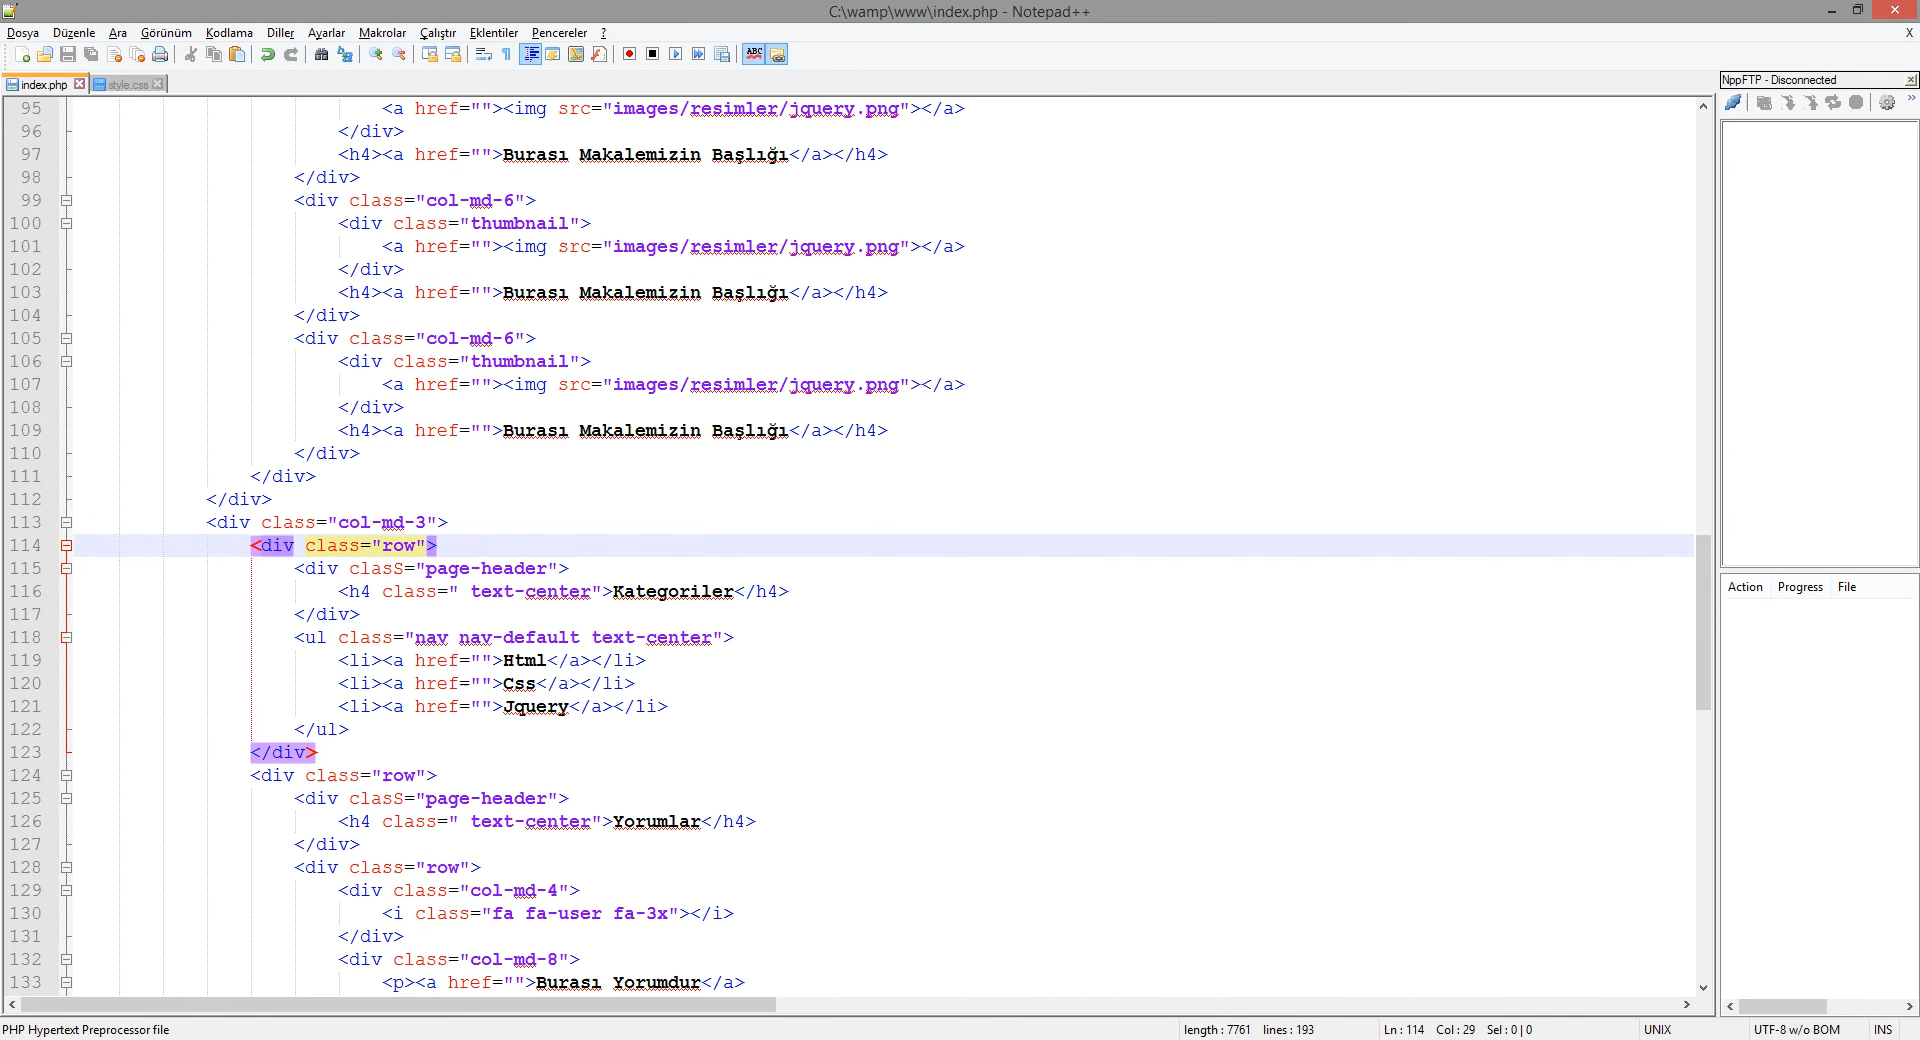 C:\wamp\www\index.php - Notepad++
Dosya Düzenle Ara Görünüm Kodlama Diller Ayarlar Makrolar Çalıştır Eklentiler Pencereler ? X
ABC
index.php style.css
NppFTP - Disconnected
95 <a href=""><img src="images/resimler/jquery.png"></a>
96 </div>
97 <h4><a href="">Burası Makalemizin Başlığı</a></h4>
98 </div>
99 <div class="col-md-6">
100 <div class="thumbnail">
101 <a href=""><img src="images/resimler/jquery.png"></a>
102 </div>
103 <h4><a href="">Burası Makalemizin Başlığı</a></h4>
104 </div>
105 <div class="col-md-6">
106 <div class="thumbnail">
107 <a href=""><img src="images/resimler/jquery.png"></a>
108 </div>
109 <h4><a href="">Burası Makalemizin Başlığı</a></h4>
110 </div>
111 </div>
112 </div>
113 <div class="col-md-3">
114 <div class="row">
115 <div clasS="page-header">
116 <h4 class=" text-center">Kategoriler</h4>
117 </div>
118 <ul class="nav nav-default text-center">
119 <li><a href="">Html</a></li>
120 <li><a href="">Css</a></li>
121 <li><a href="">Jquery</a></li>
122 </ul>
123 </div>
124 <div class="row">
125 <div clasS="page-header">
126 <h4 class=" text-center">Yorumlar</h4>
127 </div>
128 <div class="row">
129 <div class="col-md-4">
130 <i class="fa fa-user fa-3x"></i>
131 </div>
132 <div class="col-md-8">
133 <p><a href="">Burası Yorumdur</a>
Action Progress File
PHP Hypertext Preprocessor file length : 7761 lines : 193 Ln : 114 Col : 29 Sel : 0 | 0 UNIX UTF-8 w/o BOM INS